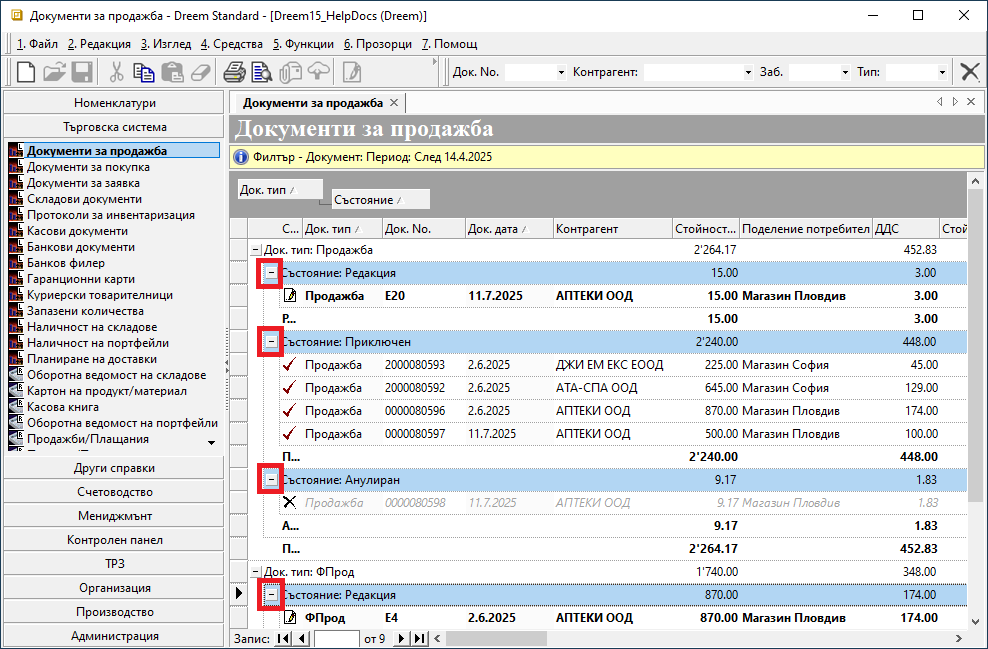 Документи за продажба - Dreem Standard - [Dreem15_HelpDocs (Dreem)]
1. Файл 2. Редакция 3. Изглед 4. Средства 5. Функции 6. Прозорци 7. Помощ
Док. No. Контрагент: Заб. Тип:
Номенклатури
Търговска система
Документи за продажба
Документи за покупка
Документи за заявка
Складови документи
Протоколи за инвентаризация
Касови документи
Банкови документи
Банков филер
Гаранционни карти
Куриерски товарителници
Запазени количества
Наличност на складове
Наличност на портфейли
Планиране на доставки
Оборотна ведомост на складове
Картон на продукт/материал
Касова книга
Оборотна ведомост на портфейли
Продажби/Плащания
Други справки
Счетоводство
Мениджмънт
Контролен панел
ТРЗ
Организация
Производство
Администрация
Документи за продажба
Документи за продажба
Филтър - Документ: Период: След 14.4.2025
Док. тип
Състояние
С... Док. тип Док. No. Док. дата Контрагент Стойност... Поделение потребител ДДС Стой
Док. тип: Продажба 2'264.17 452.83
Състояние: Редакция 15.00 3.00
Продажба E20 11.7.2025 АПТЕКИ ООД 15.00 Магазин Пловдив 3.00
Р... 15.00 3.00
Състояние: Приключен 2'240.00 448.00
Продажба 2000080593 2.6.2025 ДЖИ ЕМ ЕКС ЕООД 225.00 Магазин София 45.00
Продажба 2000080592 2.6.2025 АТА-СПА ООД 645.00 Магазин София 129.00
Продажба 0000080596 2.6.2025 АПТЕКИ ООД 870.00 Магазин Пловдив 174.00
Продажба 0000080597 11.7.2025 АПТЕКИ ООД 500.00 Магазин Пловдив 100.00
П... 2'240.00 448.00
Състояние: Анулиран 9.17 1.83
Продажба 0000080598 11.7.2025 АПТЕКИ ООД 9.17 Магазин Пловдив 1.83
А... 9.17 1.83
П... 2'264.17 452.83
Док. тип: ФПрод 1'740.00 348.00
Състояние: Редакция 870.00 174.00
ФПрод E4 2.6.2025 АПТЕКИ ООД 870.00 Магазин Пловдив 174.00
Запис: от 9